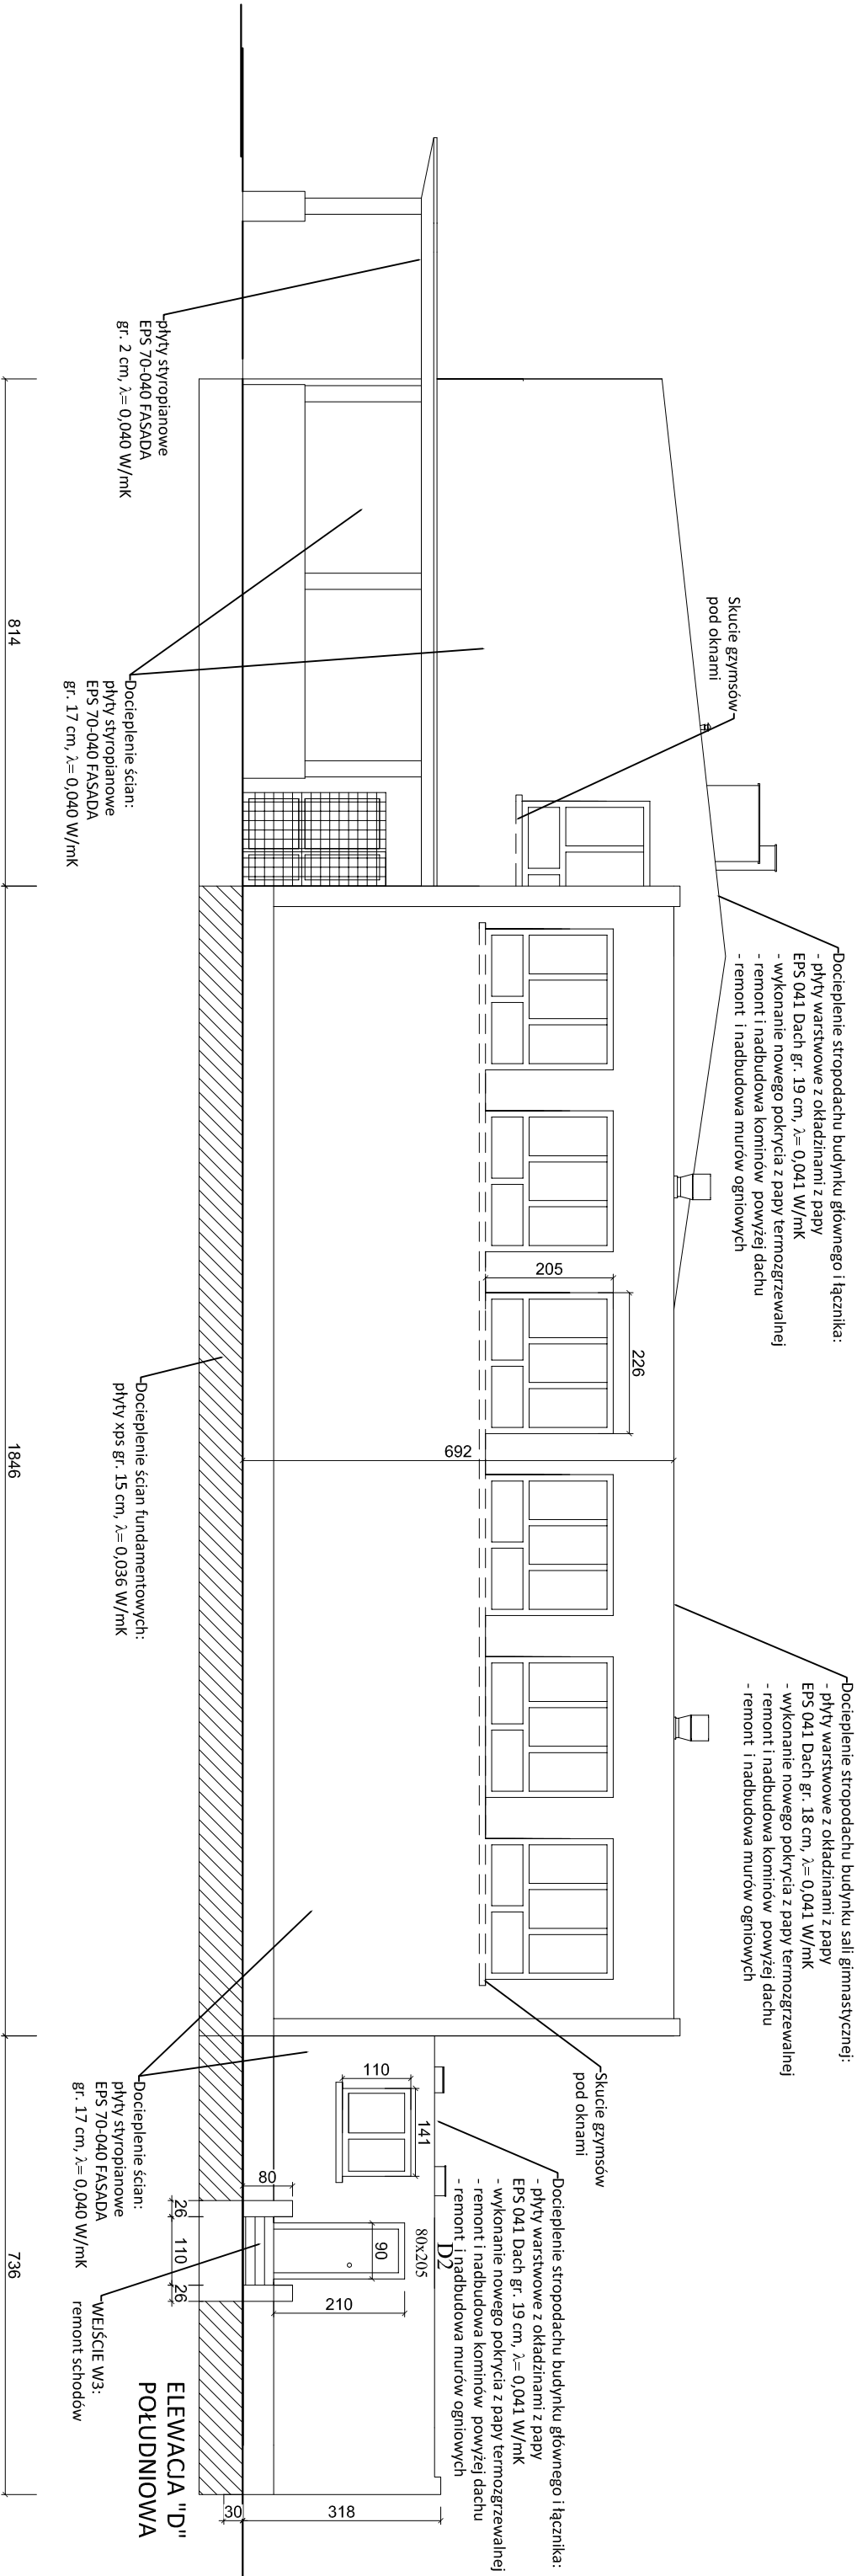 Docieplenie stropodachu budynku głównego i łącznika:
- płyty warstwowe z okładzinami z papy
EPS 041 Dach gr. 19 cm, λ= 0,041 W/mK
- wykonanie nowego pokrycia z papy termozgrzewalnej
- remont i nadbudowa kominów powyżej dachu
- remont i nadbudowa murów ogniowych
Docieplenie stropodachu budynku sali gimnastycznej:
- płyty warstwowe z okładzinami z papy
EPS 041 Dach gr. 18 cm, λ= 0,041 W/mK
- wykonanie nowego pokrycia z papy termozgrzewalnej
- remont i nadbudowa kominów powyżej dachu
- remont i nadbudowa murów ogniowych
Skucie gzymsów
pod oknami
Skucie gzymsów
pod oknami
Docieplenie stropodachu budynku głównego i łącznika:
- płyty warstwowe z okładzinami z papy
EPS 041 Dach gr. 19 cm, λ= 0,041 W/mK
- wykonanie nowego pokrycia z papy termozgrzewalnej
- remont i nadbudowa kominów powyżej dachu
- remont i nadbudowa murów ogniowych
205
226
692
110
141
80
D2
80x205
90
210
318
30
26
110
26
płyty styropianowe
EPS 70-040 FASADA
gr. 2 cm, λ= 0,040 W/mK
Docieplenie ścian:
płyty styropianowe
EPS 70-040 FASADA
gr. 17 cm, λ= 0,040 W/mK
Docieplenie ścian fundamentowych:
płyty xps gr. 15 cm, λ= 0,036 W/mK
Docieplenie ścian:
płyty styropianowe
EPS 70-040 FASADA
gr. 17 cm, λ= 0,040 W/mK
WEJŚCIE W3:
remont schodów
ELEWACJA "D"
POŁUDNIOWA
814
1846
736